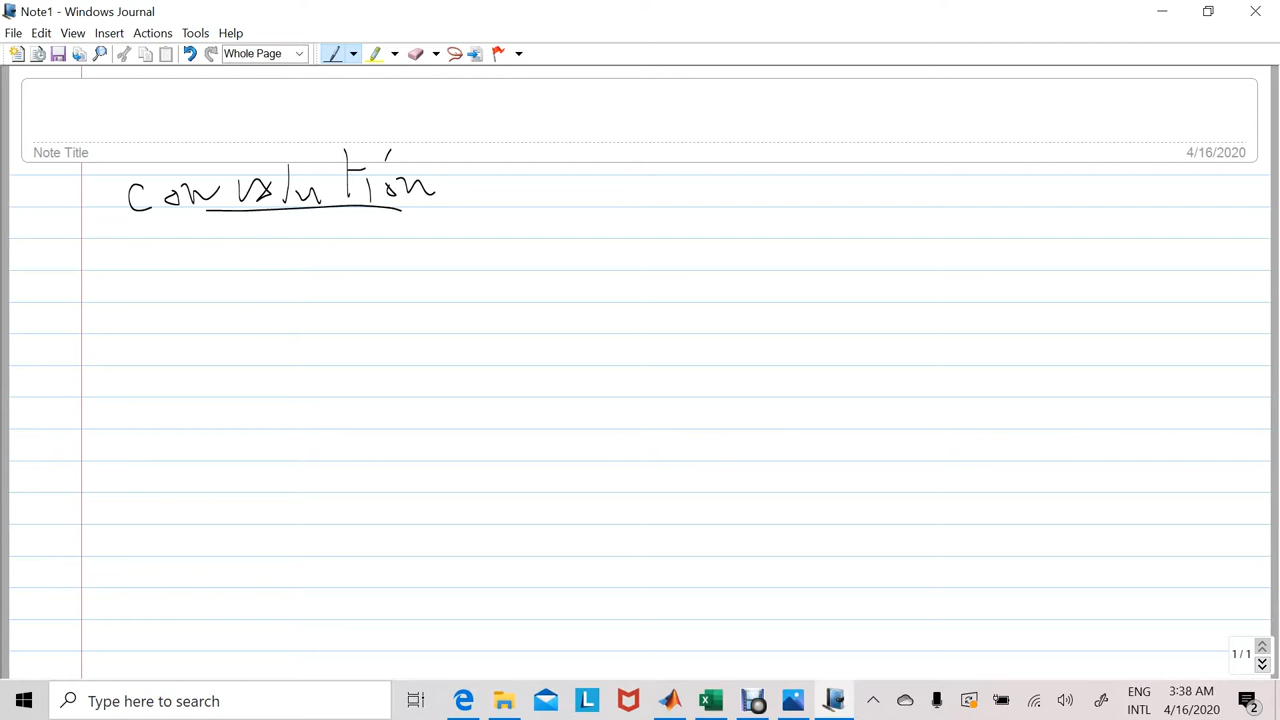 Note1 - Windows Journal
File Edit View Insert Actions Tools Help
Whole Page
Note Title
4/16/2020
convolution
1 / 1
Type here to search
L
ENG
INTL
3:38 AM
4/16/2020
2